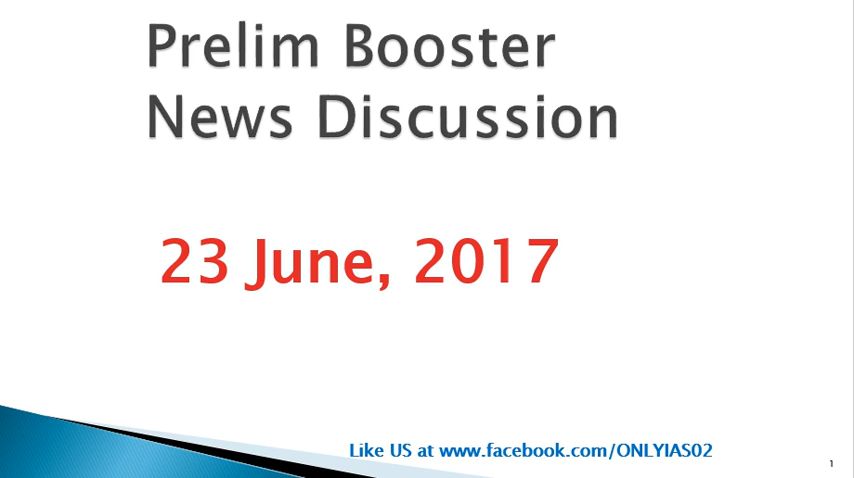 Prelim Booster
News Discussion
23 June, 2017
Like US at www.facebook.com/ONLYIAS02
1